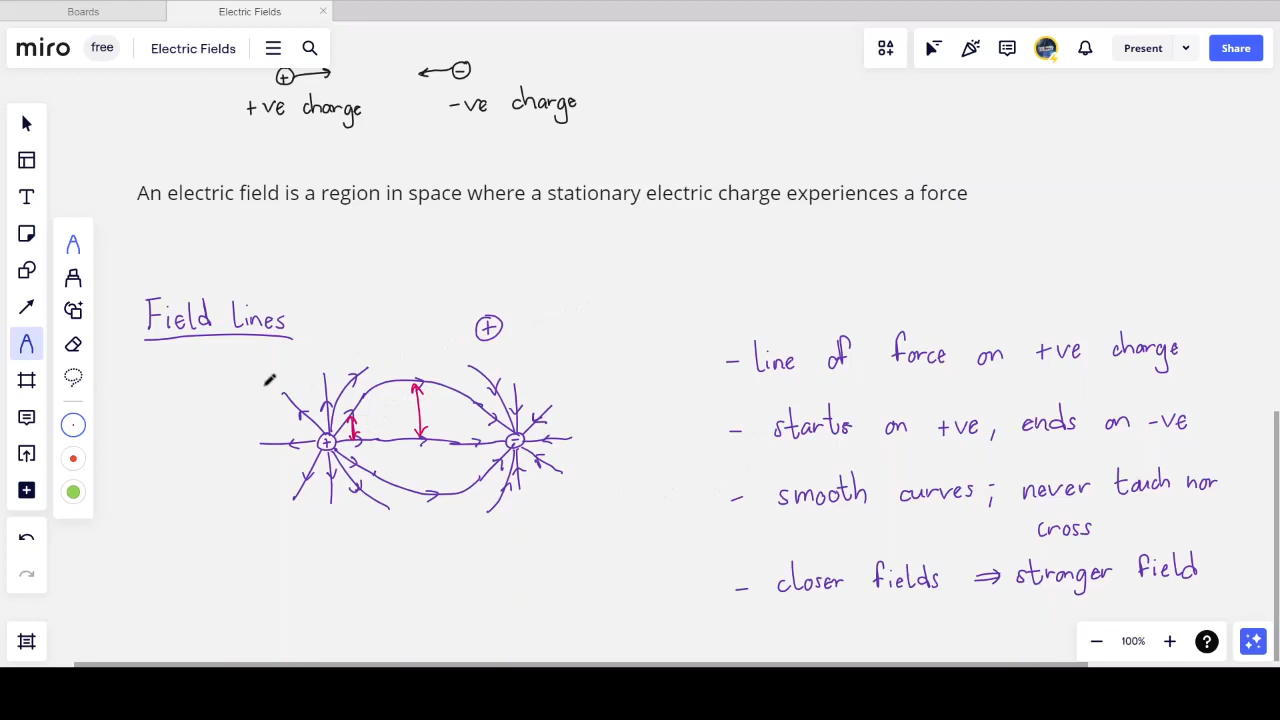 Boards
Electric Fields
miro free Electric Fields
Present
Share
+ −
+ve charge
-ve charge
An electric field is a region in space where a stationary electric charge experiences a force
Field Lines
+
+ −
- line of force on +ve charge
- starts on +ve, ends on -ve
- smooth curves; never touch nor
cross
- closer fields ⇒ stronger field
− 100% + ?